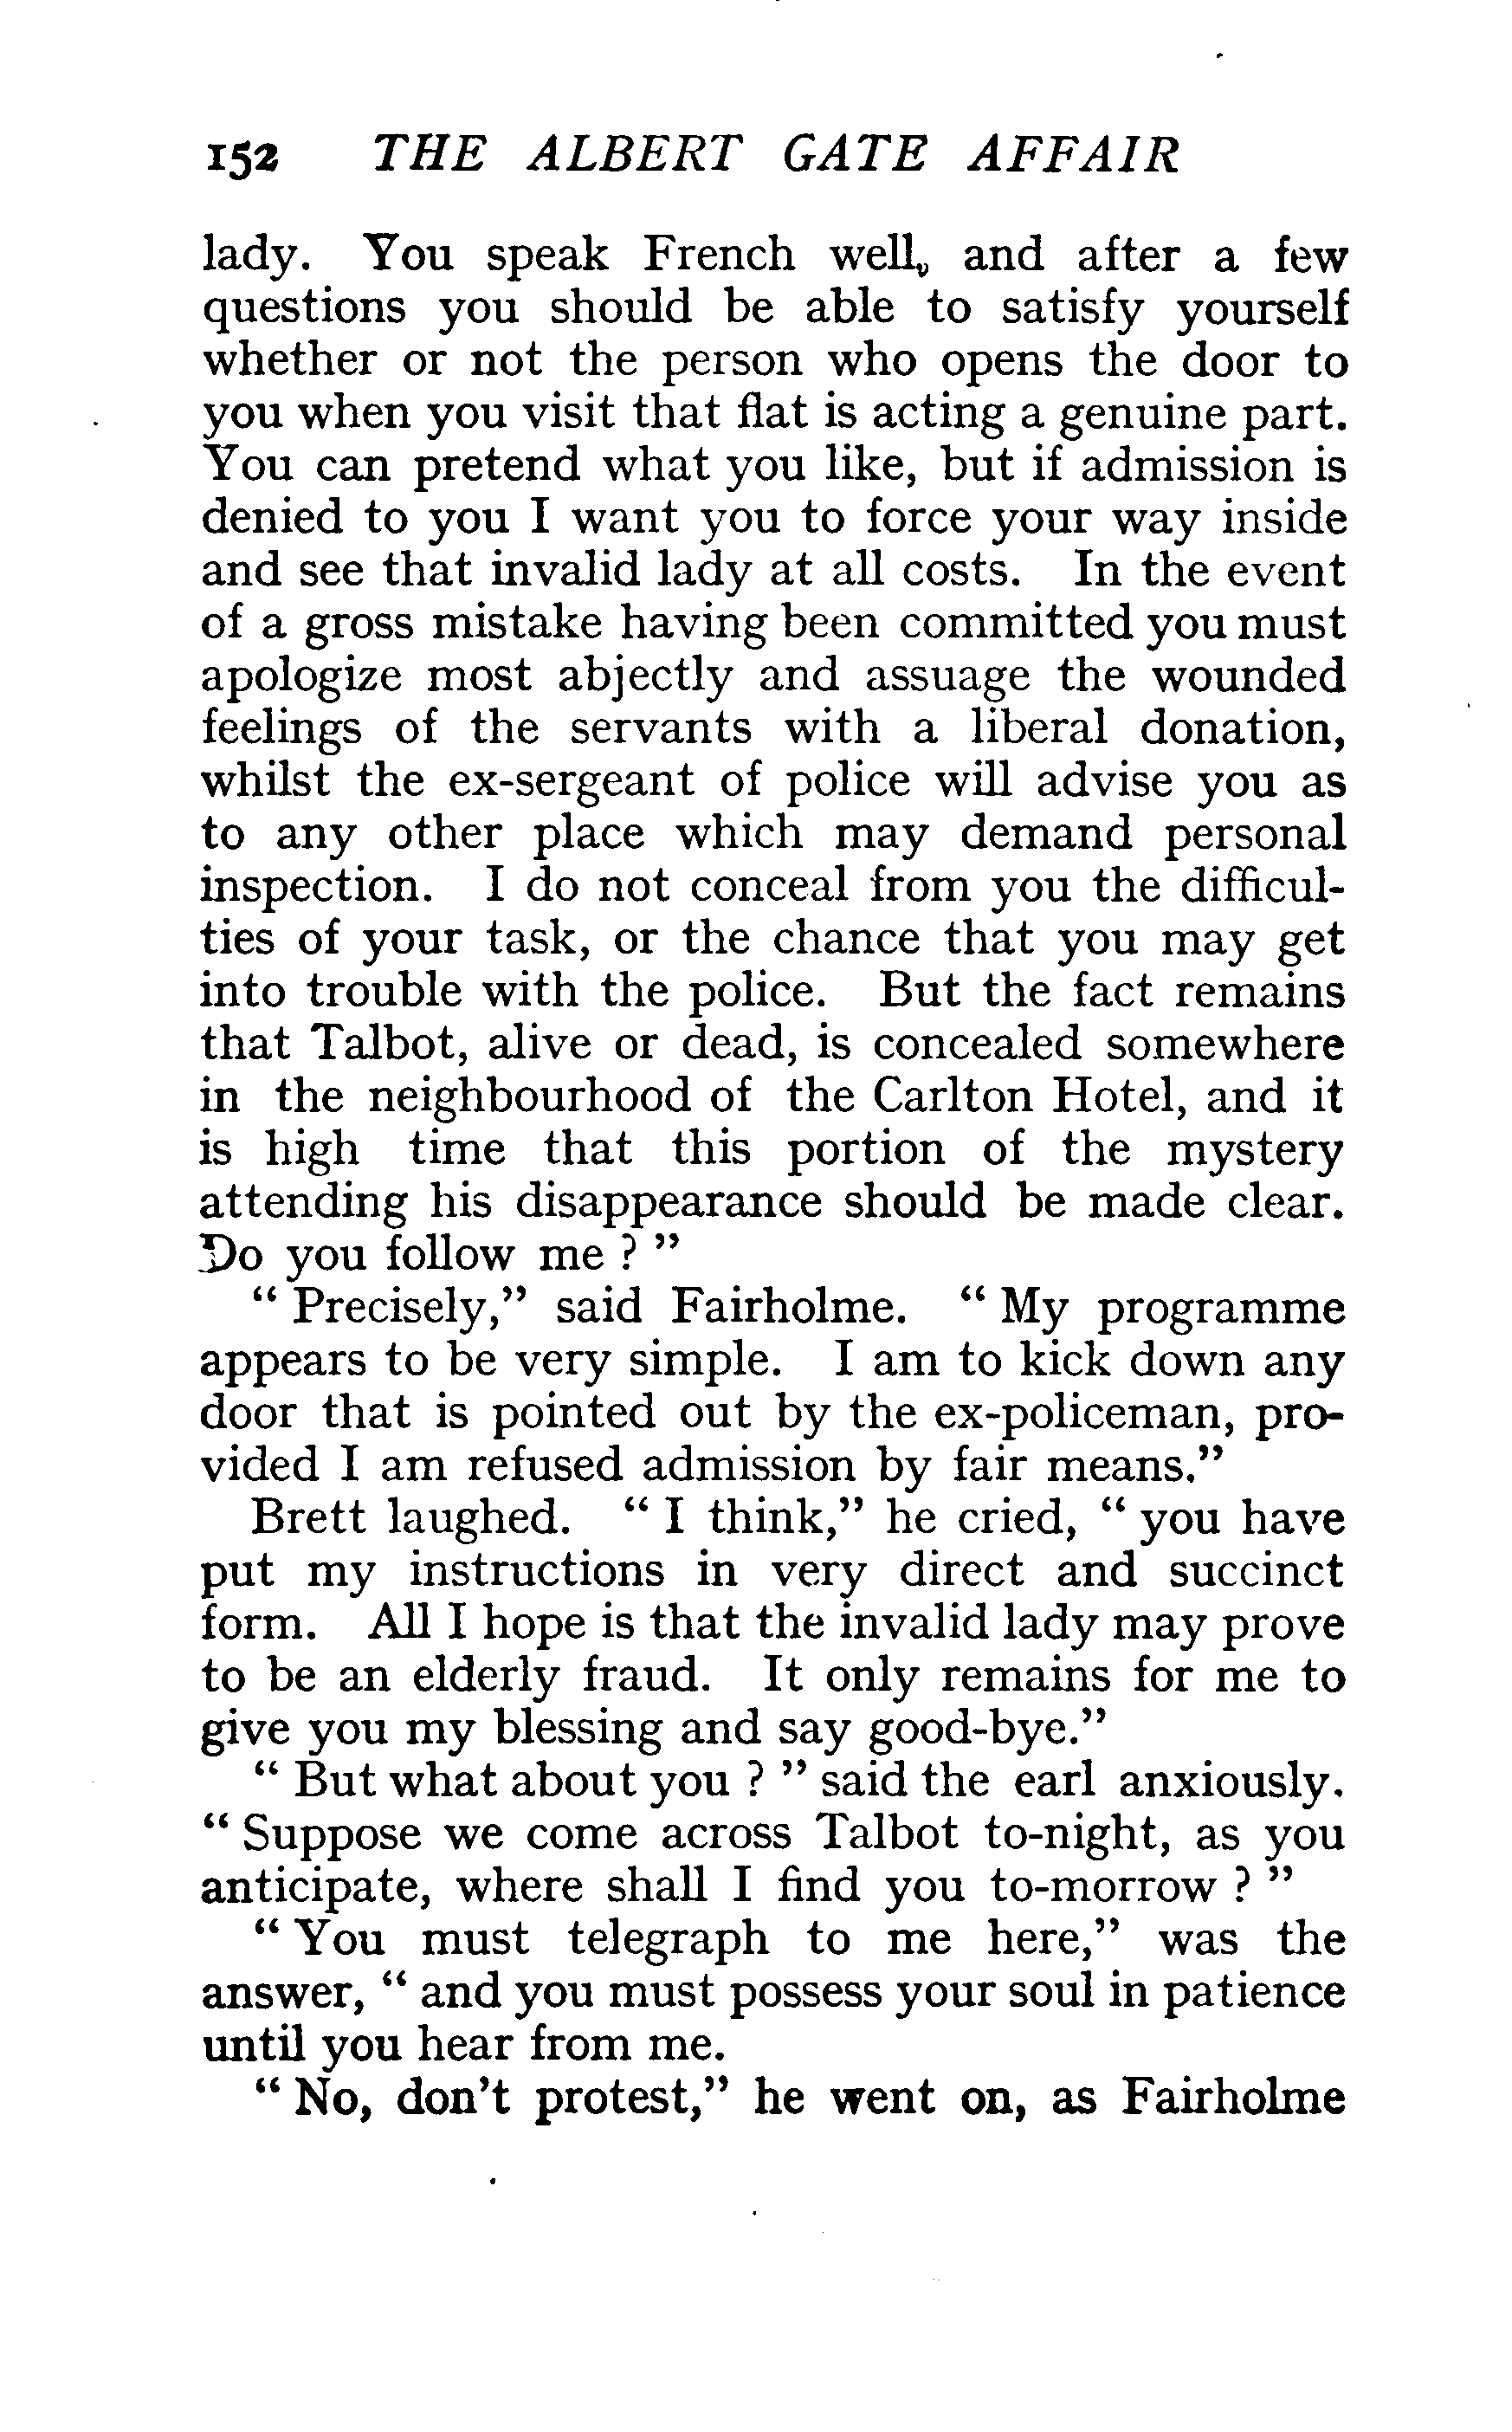 152 THE ALBERT GATE AFFAIR
lady. You speak French well, and after a few
questions you should be able to satisfy yourself
whether or not the person who opens the door to
you when you visit that flat is acting a genuine part.
You can pretend what you like, but if admission is
denied to you I want you to force your way inside
and see that invalid lady at all costs. In the event
of a gross mistake having been committed you must
apologize most abjectly and assuage the wounded
feelings of the servants with a liberal donation,
whilst the ex-sergeant of police will advise you as
to any other place which may demand personal
inspection. I do not conceal from you the difficul-
ties of your task, or the chance that you may get
into trouble with the police. But the fact remains
that Talbot, alive or dead, is concealed somewhere
in the neighbourhood of the Carlton Hotel, and it
is high time that this portion of the mystery
attending his disappearance should be made clear.
Do you follow me ? ”
“ Precisely,” said Fairholme. “ My programme
appears to be very simple. I am to kick down any
door that is pointed out by the ex-policeman, pro-
vided I am refused admission by fair means.”
Brett laughed. “ I think,” he cried, “ you have
put my instructions in very direct and succinct
form. All I hope is that the invalid lady may prove
to be an elderly fraud. It only remains for me to
give you my blessing and say good-bye.”
“ But what about you ? ” said the earl anxiously.
“ Suppose we come across Talbot to-night, as you
anticipate, where shall I find you to-morrow ? ”
“ You must telegraph to me here,” was the
answer, “ and you must possess your soul in patience
until you hear from me.
“ No, don’t protest,” he went on, as Fairholme